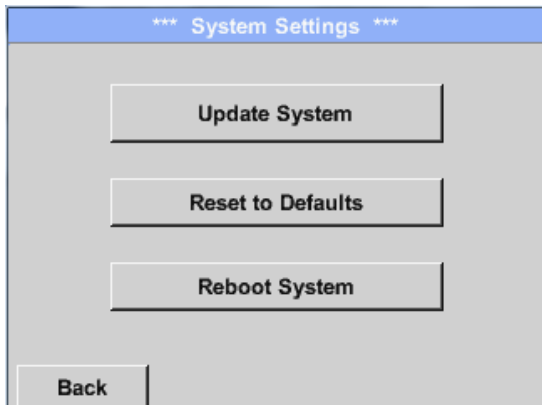 *** System Settings ***
Update System
Reset to Defaults
Reboot System
Back